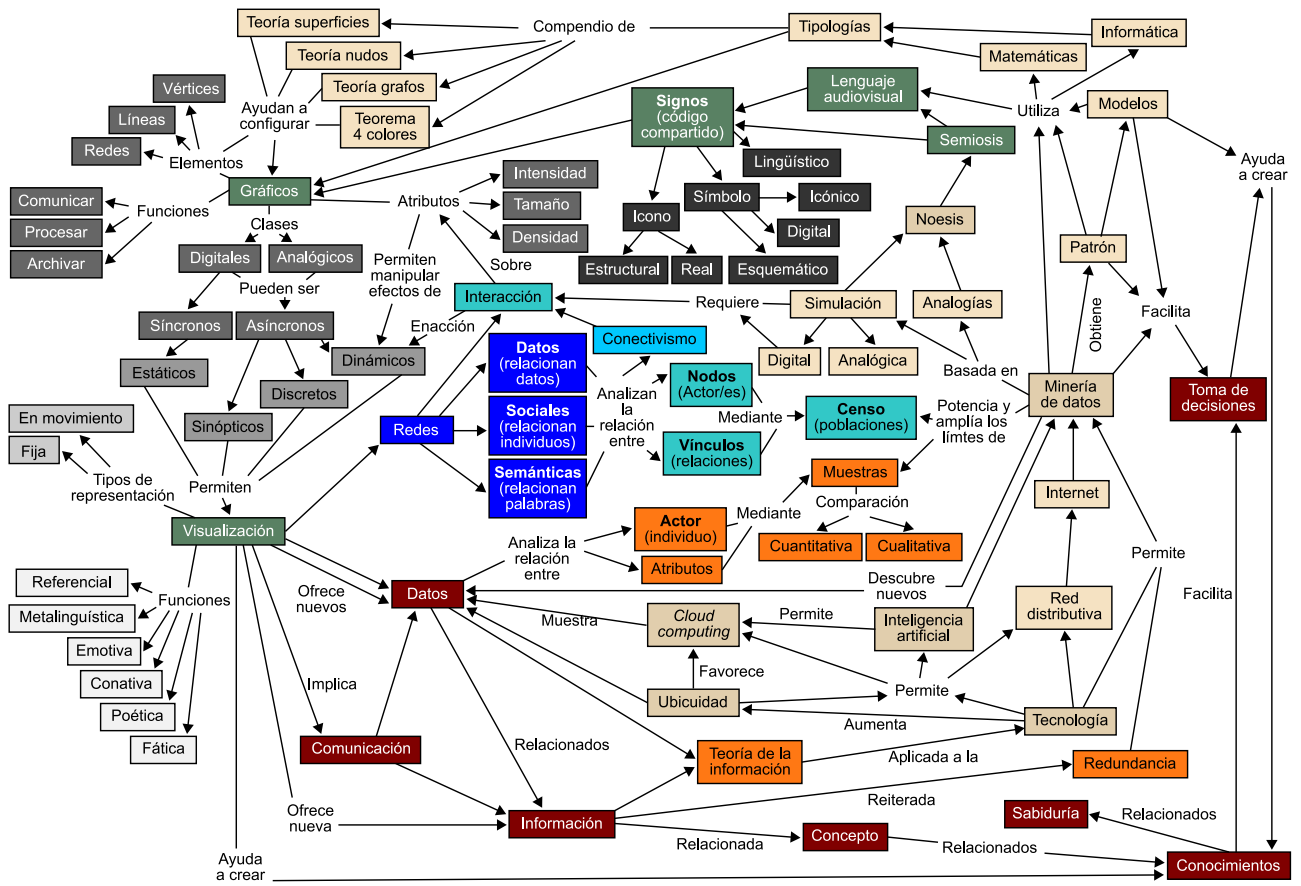 Teoría superficies
Compendio de
Tipologías
Informática
Teoría nudos
Matemáticas
Vértices
Teoría grafos
Lenguaje
audiovisual
Signos
(código
compartido)
Utiliza
Modelos
Líneas
Ayudan a
configurar
Teorema
4 colores
Redes
Elementos
Semiosis
Lingüístico
Ayuda
a crear
Gráficos
Intensidad
Comunicar
Funciones
Atributos
Tamaño
Símbolo
Icónico
Procesar
Clases
Icono
Digital
Noesis
Archivar
Digitales
Analógicos
Densidad
Patrón
Permiten
manipular
efectos de
Sobre
Estructural
Real
Esquemático
Pueden ser
Interacción
Requiere
Simulación
Analogías
Obtiene
Facilita
Síncronos
Asíncronos
Enacción
Conectivismo
Dinámicos
Digital
Analógica
Estáticos
Datos
(relacionan
datos)
Basada en
Discretos
Nodos
(Actor/es)
Minería
de datos
Toma de
decisiones
En movimiento
Sinópticos
Redes
Sociales
(relacionan
individuos)
Analizan
la
relación
entre
Mediante
Censo
(poblaciones)
Potencia y
amplía los
límtes de
Fija
Vínculos
(relaciones)
Tipos de
representación
Permiten
Semánticas
(relacionan
palabras)
Muestras
Internet
Visualización
Comparación
Actor
(individuo)
Mediante
Analiza la
relación
entre
Cuantitativa
Cualitativa
Permite
Atributos
Referencial
Funciones
Ofrece
nuevos
Datos
Descubre
nuevos
Facilita
Metalingüística
Muestra
Cloud
computing
Permite
Inteligencia
artificial
Red
distributiva
Emotiva
Conativa
Implica
Favorece
Ubicuidad
Permite
Poética
Aumenta
Tecnología
Fática
Comunicación
Relacionados
Teoría de la
información
Aplicada a la
Redundancia
Ofrece
nueva
Información
Reiterada
Relacionada
Concepto
Relacionados
Sabiduría
Relacionados
Ayuda
a crear
Conocimientos